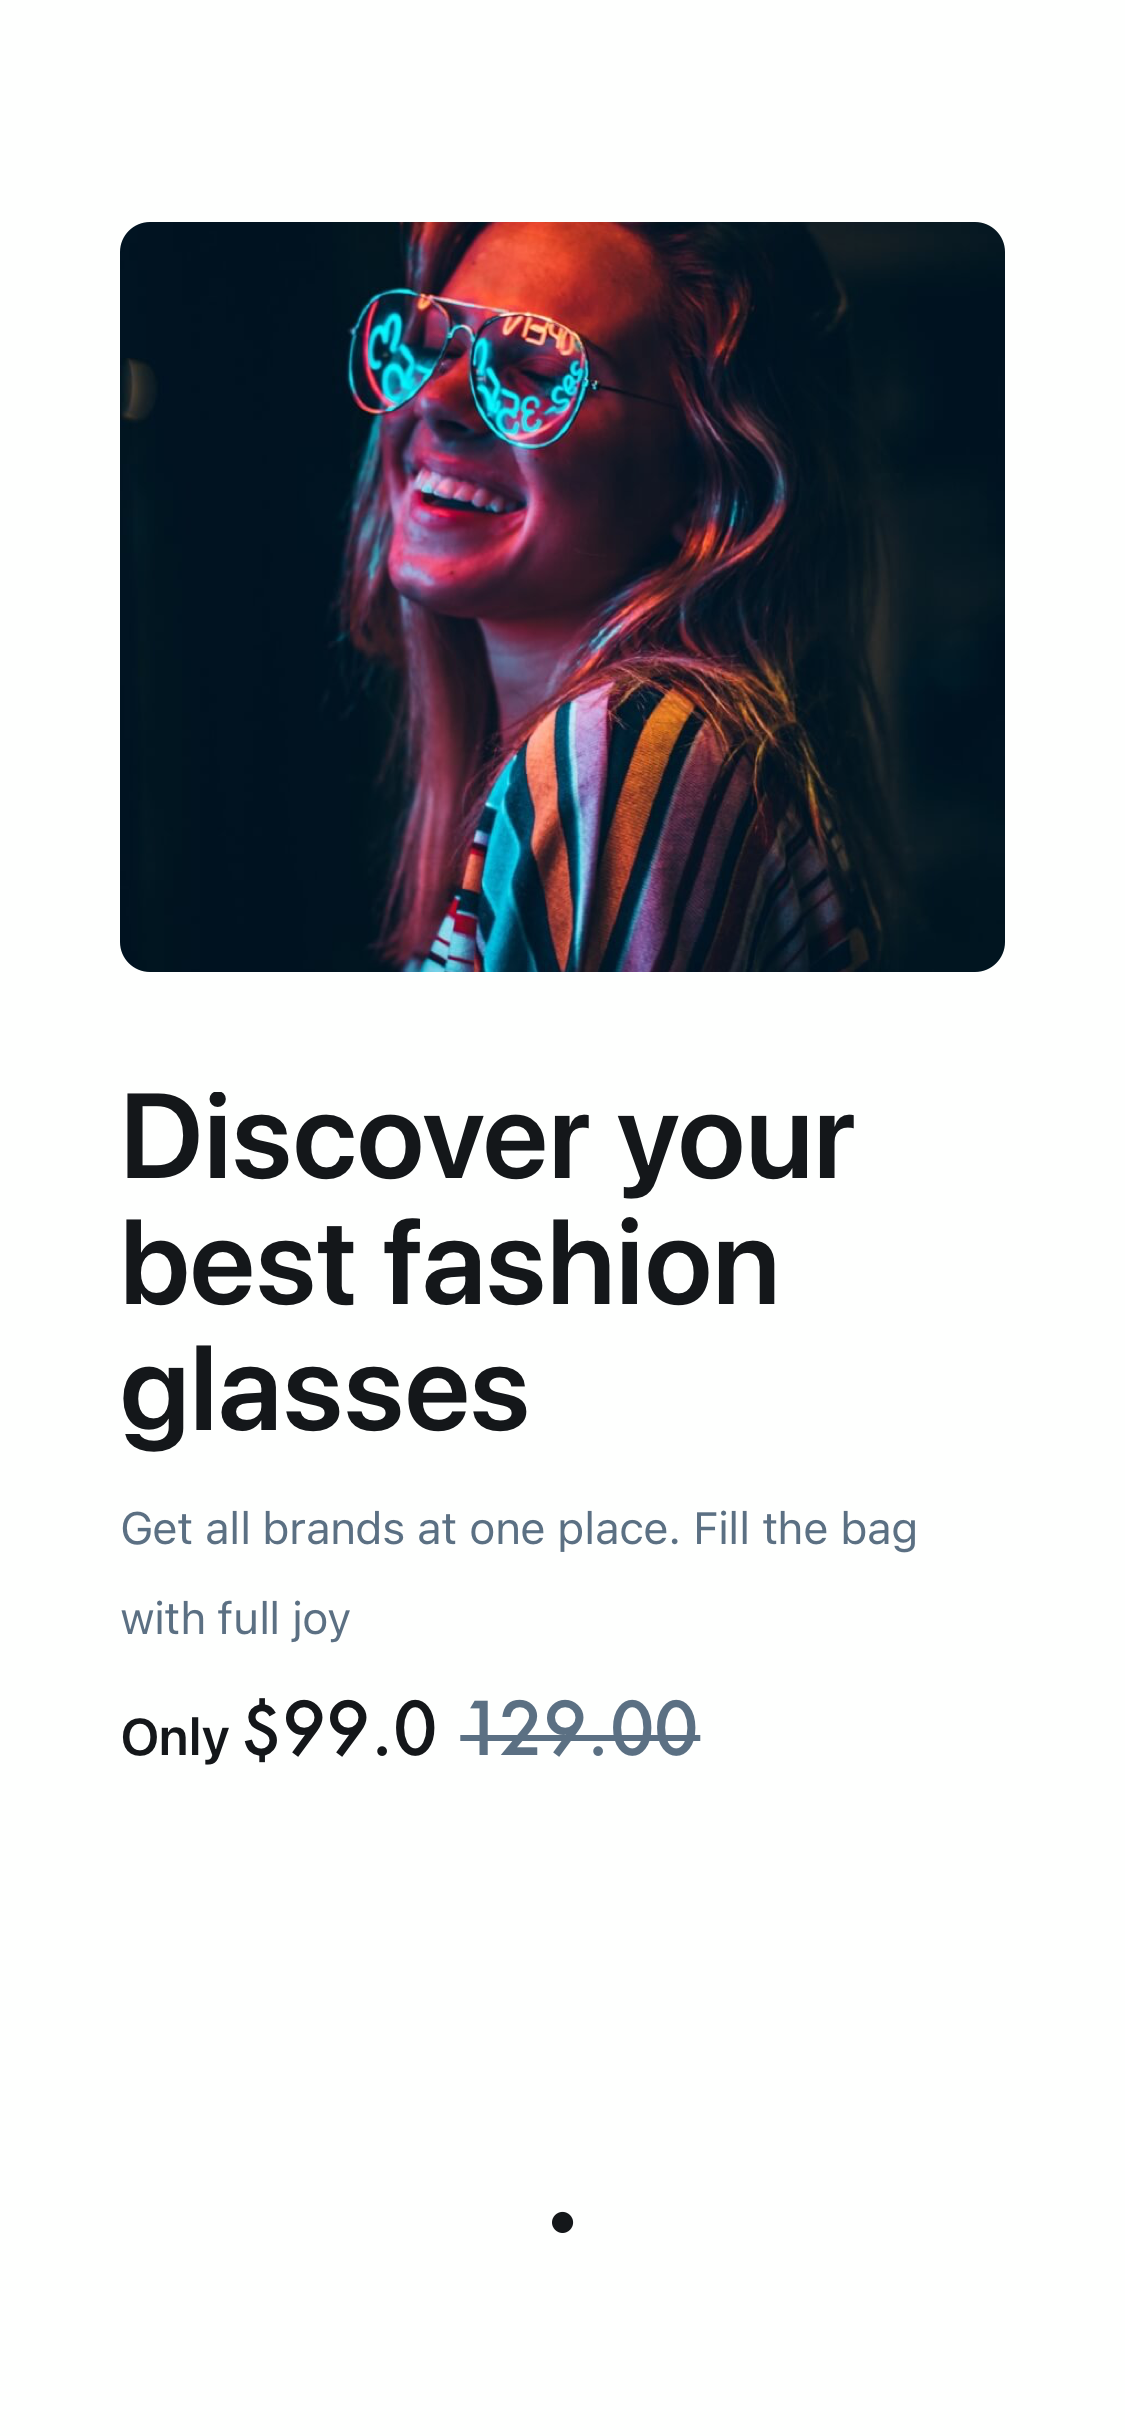 Discover your
best fashion
glasses
Get all brands at one place. Fill the bag
with full joy
Only $99.0 129.00